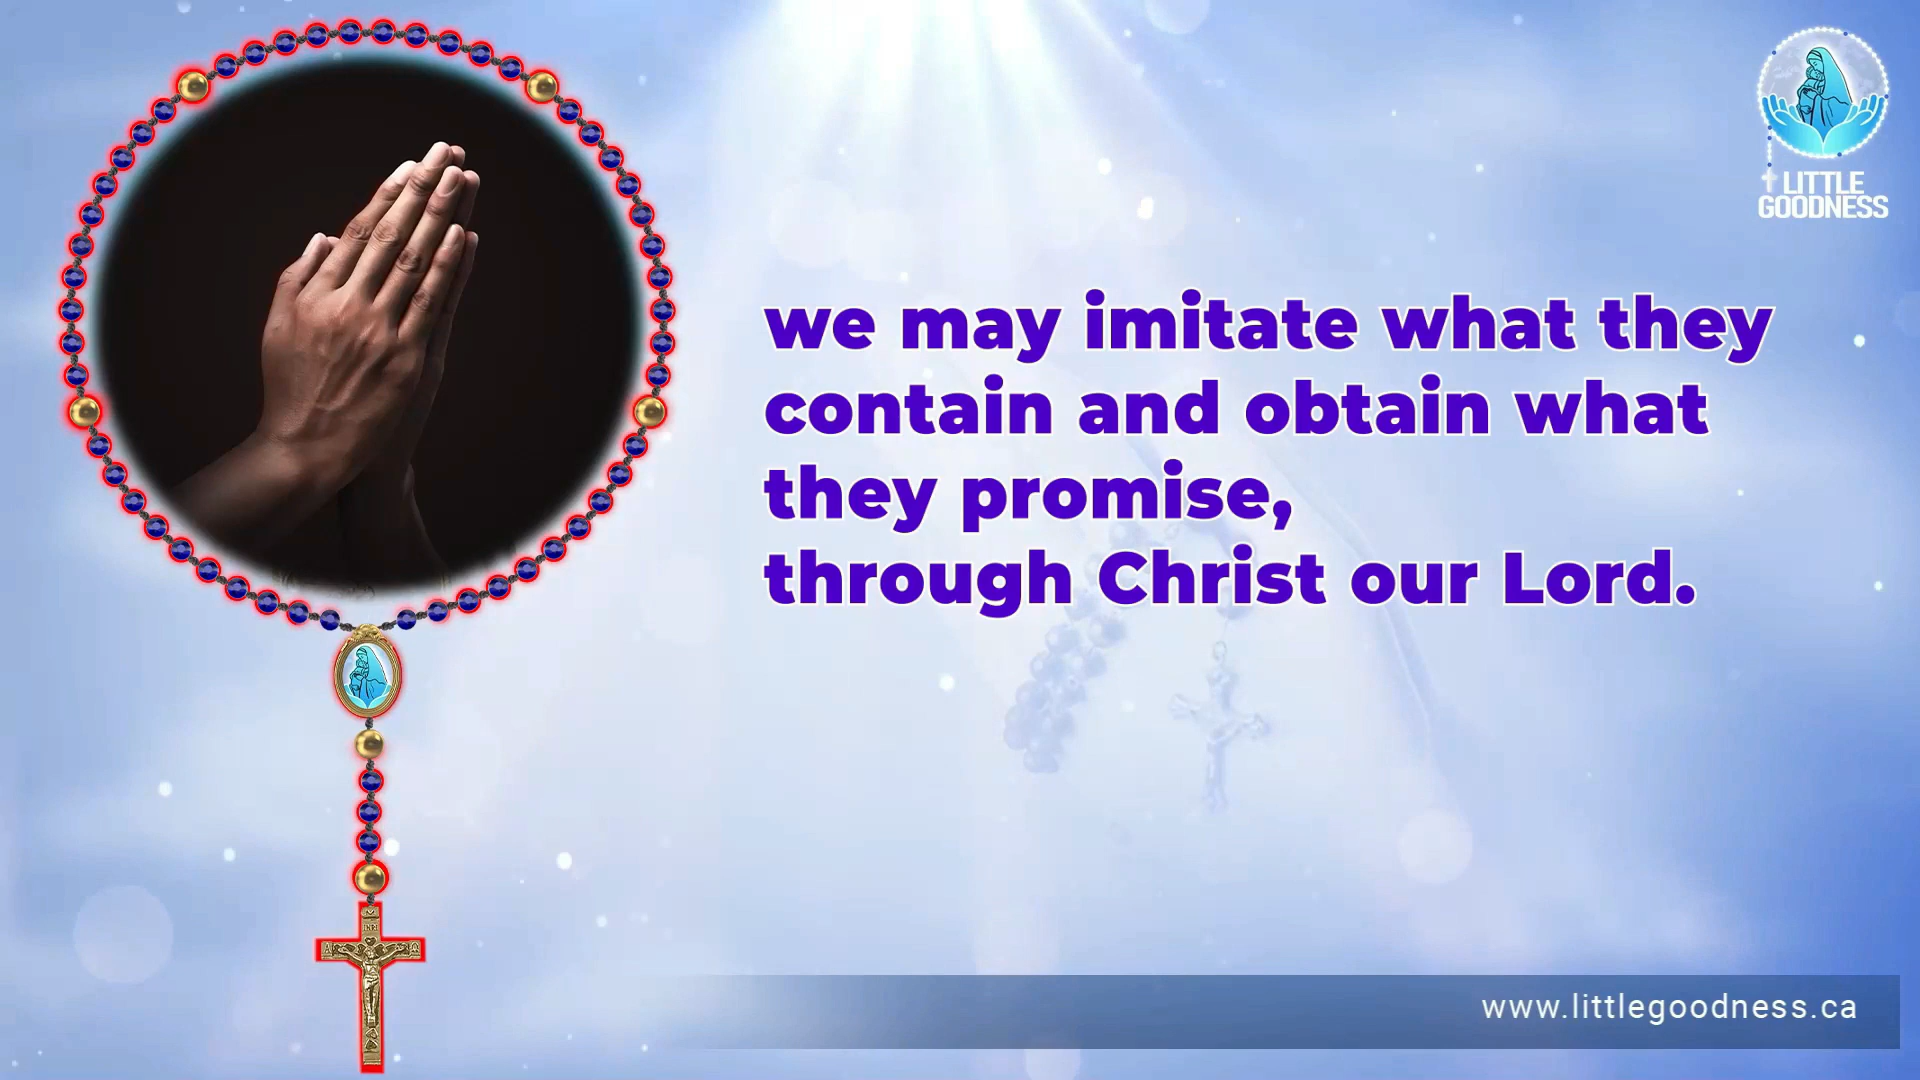 LITTLE
GOODNESS
we may imitate what they
contain and obtain what
they promise,
through Christ our Lord.
INRI
www.littlegoodness.ca